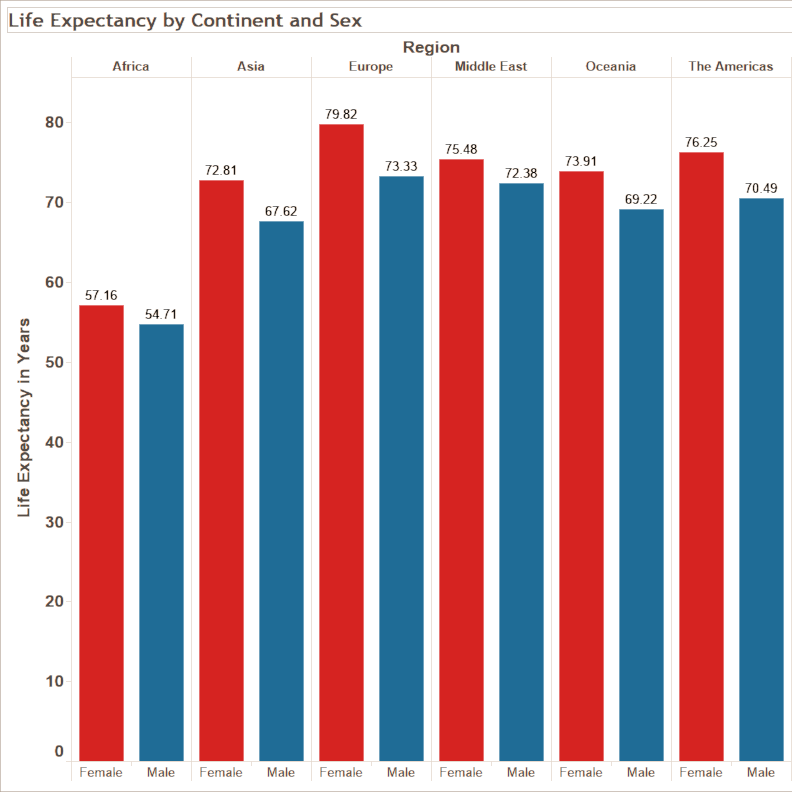 Life Expectancy by Continent and Sex
Region
Africa Asia Europe Middle East Oceania The Americas
Life Expectancy in Years
80
70
60
50
40
30
20
10
0
57.16 54.71 72.81 67.62 79.82 73.33 75.48 72.38 73.91 69.22 76.25 70.49
Female Male Female Male Female Male Female Male Female Male Female Male